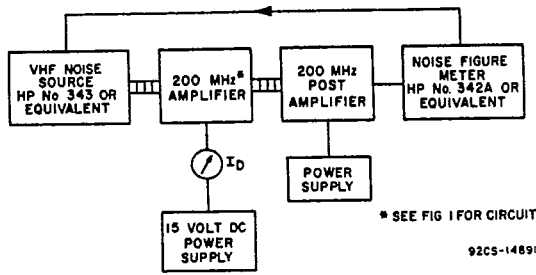 VHF NOISE
SOURCE
HP No 343 OR
EQUIVALENT
200 MHz*
AMPLIFIER
200 MHz
POST
AMPLIFIER
NOISE FIGURE
METER
HP No. 342A OR
EQUIVALENT
ID
POWER
SUPPLY
15 VOLT DC
POWER
SUPPLY
* SEE FIG 1 FOR CIRCUIT
92CS-14891